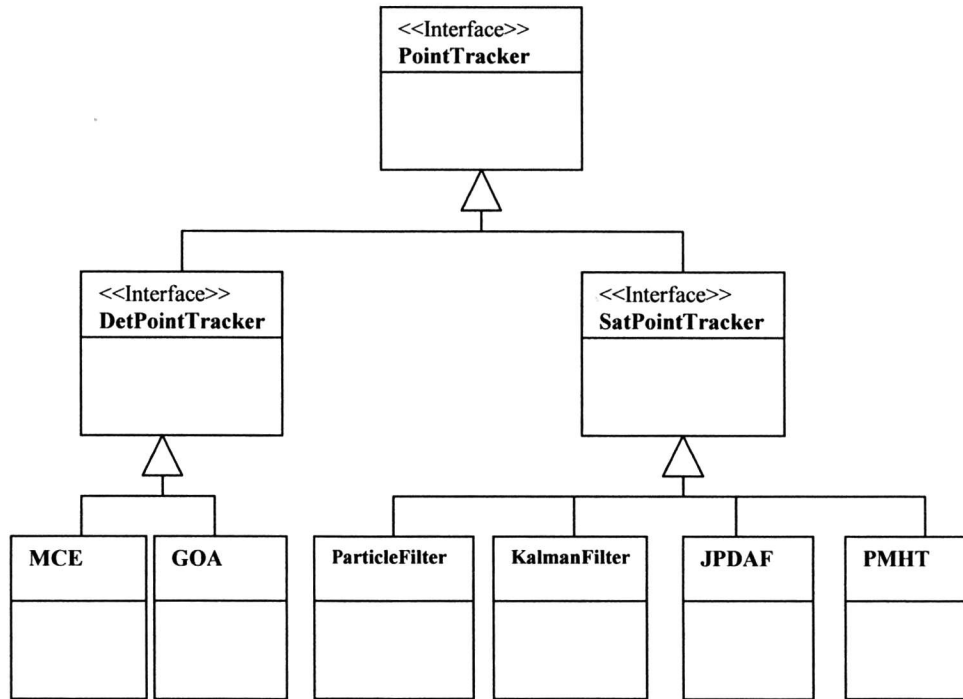 <<Interface>>
PointTracker
<<Interface>>
DetPointTracker
<<Interface>>
SatPointTracker
MCE
GOA
ParticleFilter
KalmanFilter
JPDAF
PMHT